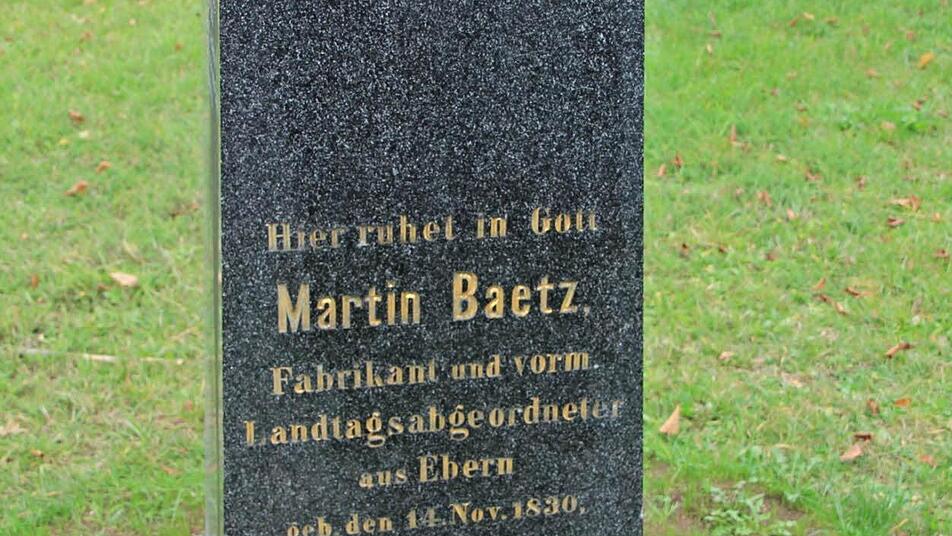 Hier ruhet in Gott
Martin Baetz,
Fabrikant und vorm
Landtagsabgeordneter
aus Ebern
geb. den 14. Nov. 1830,